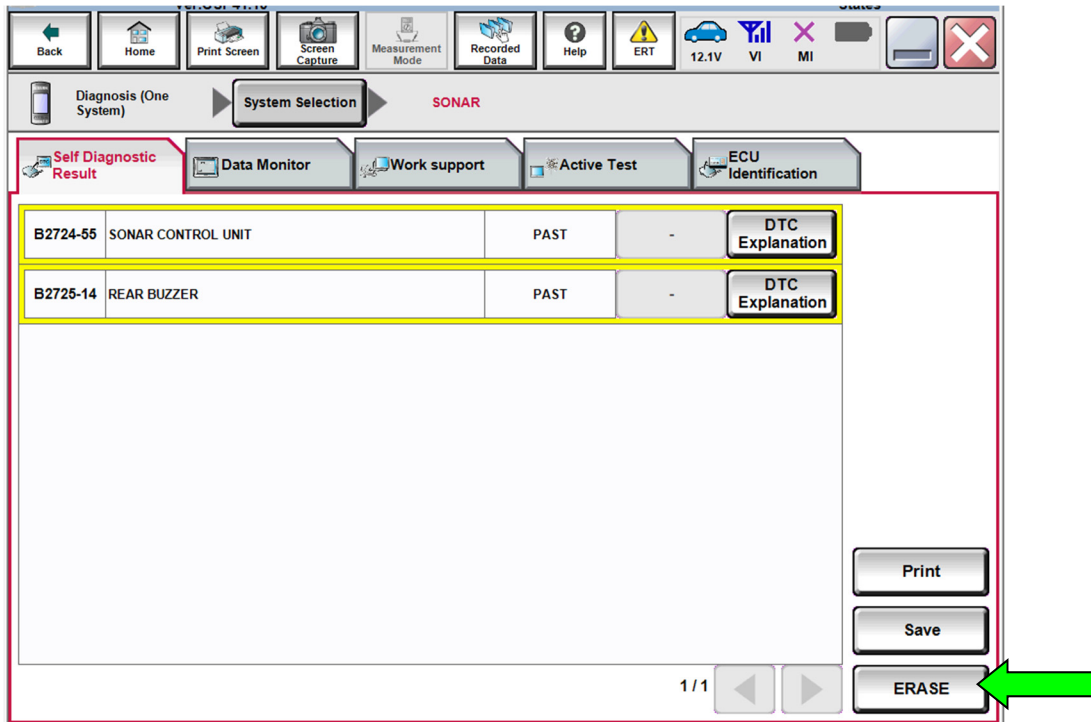 Back
Home
Print Screen
Screen
Capture
Measurement
Mode
Recorded
Data
Help
ERT
12.1V
VI
MI
Diagnosis (One
System)
System Selection
SONAR
Self Diagnostic
Result
Data Monitor
Work support
Active Test
ECU
Identification
B2724-55 SONAR CONTROL UNIT PAST - DTC
Explanation
B2725-14 REAR BUZZER PAST - DTC
Explanation
Print
Save
1/1
ERASE